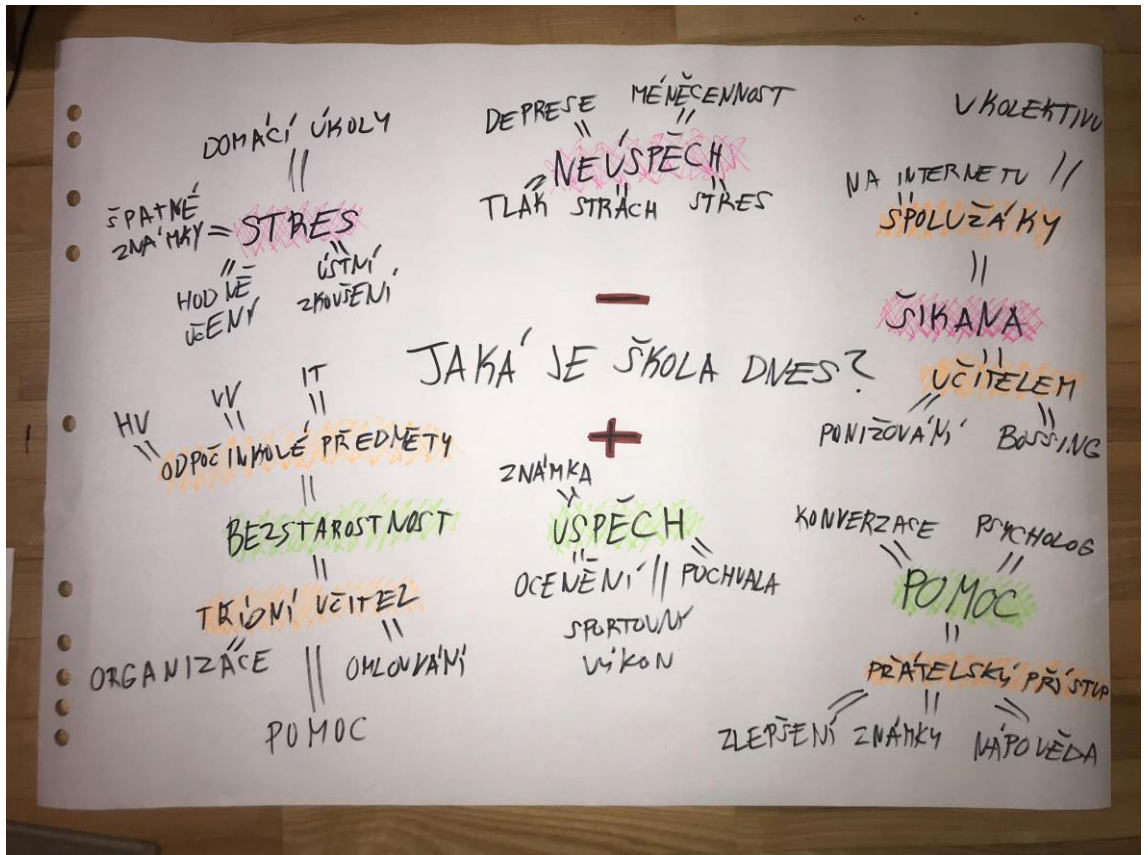 DOMÁCÍ ÚKOLY
ŠPATNÉ
ZNÁMKY
STRES
HODNĚ
UČENÍ
ÚSTNÍ
ZKOUŠENÍ
DEPRESE
MÉNĚCENNOST
NEÚSPĚCH
TLAK
STRACH
STRES
V KOLEKTIVU
NA INTERNETU
SPOLUŽÁKY
ŠIKANA
UČITELEM
PONIŽOVÁNÍ
BOSSING
−
JAKÁ JE ŠKOLA DNES?
+
HV
VV
IT
ODPOČINKOVÉ PŘEDMĚTY
BEZSTAROSTNOST
TŘÍDNÍ UČITEL
ORGANIZACE
OMLOUVÁNÍ
POMOC
ZNÁMKA
ÚSPĚCH
OCENĚNÍ
POCHVALA
SPORTOVNÍ
VÝKON
KONVERZACE
PSYCHOLOG
POMOC
PŘÁTELSKÝ PŘÍSTUP
ZLEPŠENÍ ZNÁMKY
NÁPOVĚDA